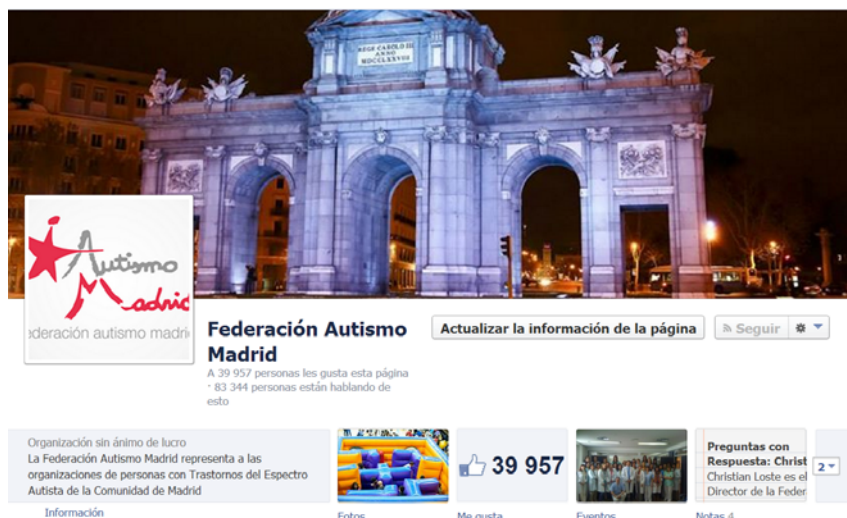 REGE CAROLO III
ANNO
MDCCLXXVIII
Autismo
Madrid
ederación autismo madri
Federación Autismo
Madrid
A 39 957 personas les gusta esta página
· 83 344 personas están hablando de
esto
Actualizar la información de la página
Seguir
Organización sin ánimo de lucro
La Federación Autismo Madrid representa a las
organizaciones de personas con Trastornos del Espectro
Autista de la Comunidad de Madrid
Información
39 957
Preguntas con
Respuesta: Christ
Christian Loste es el
Director de la Feder
2
Fotos
Me gusta
Eventos
Notas 4